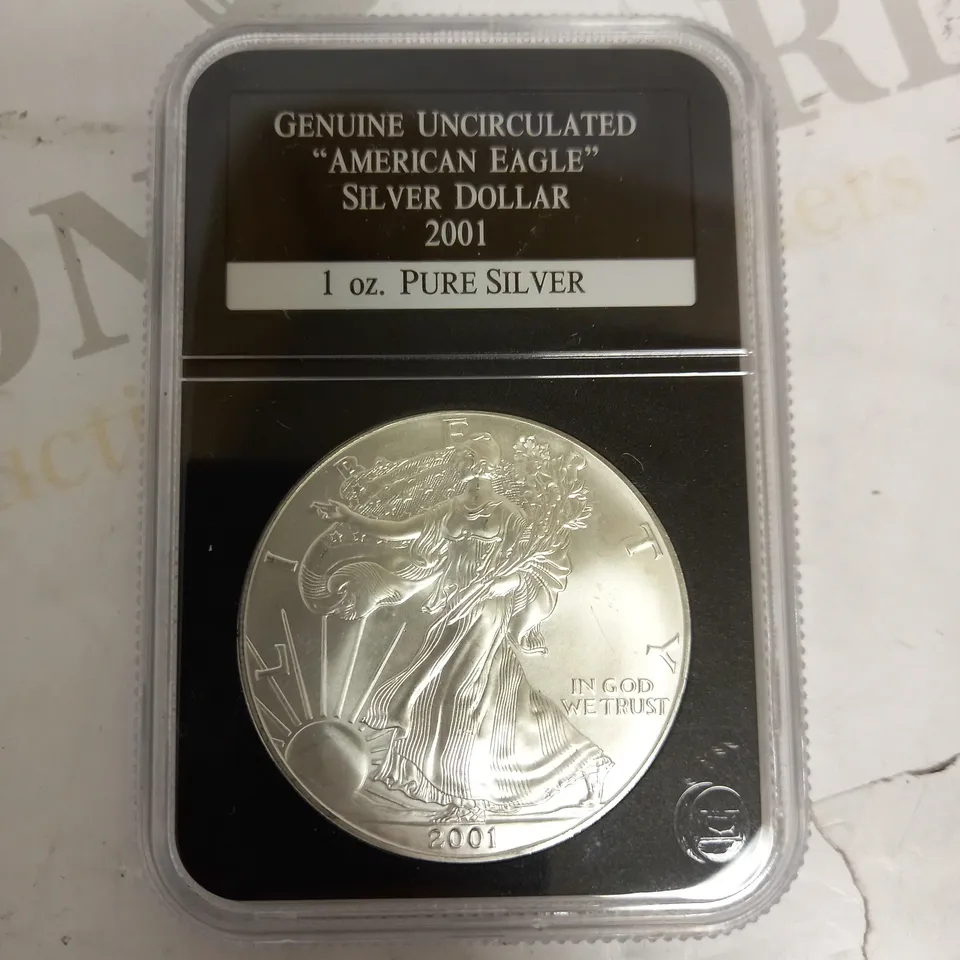 GENUINE UNCIRCULATED
“AMERICAN EAGLE”
SILVER DOLLAR
2001
1 oz. PURE SILVER
LIBERTY
IN GOD
WE TRUST
2001